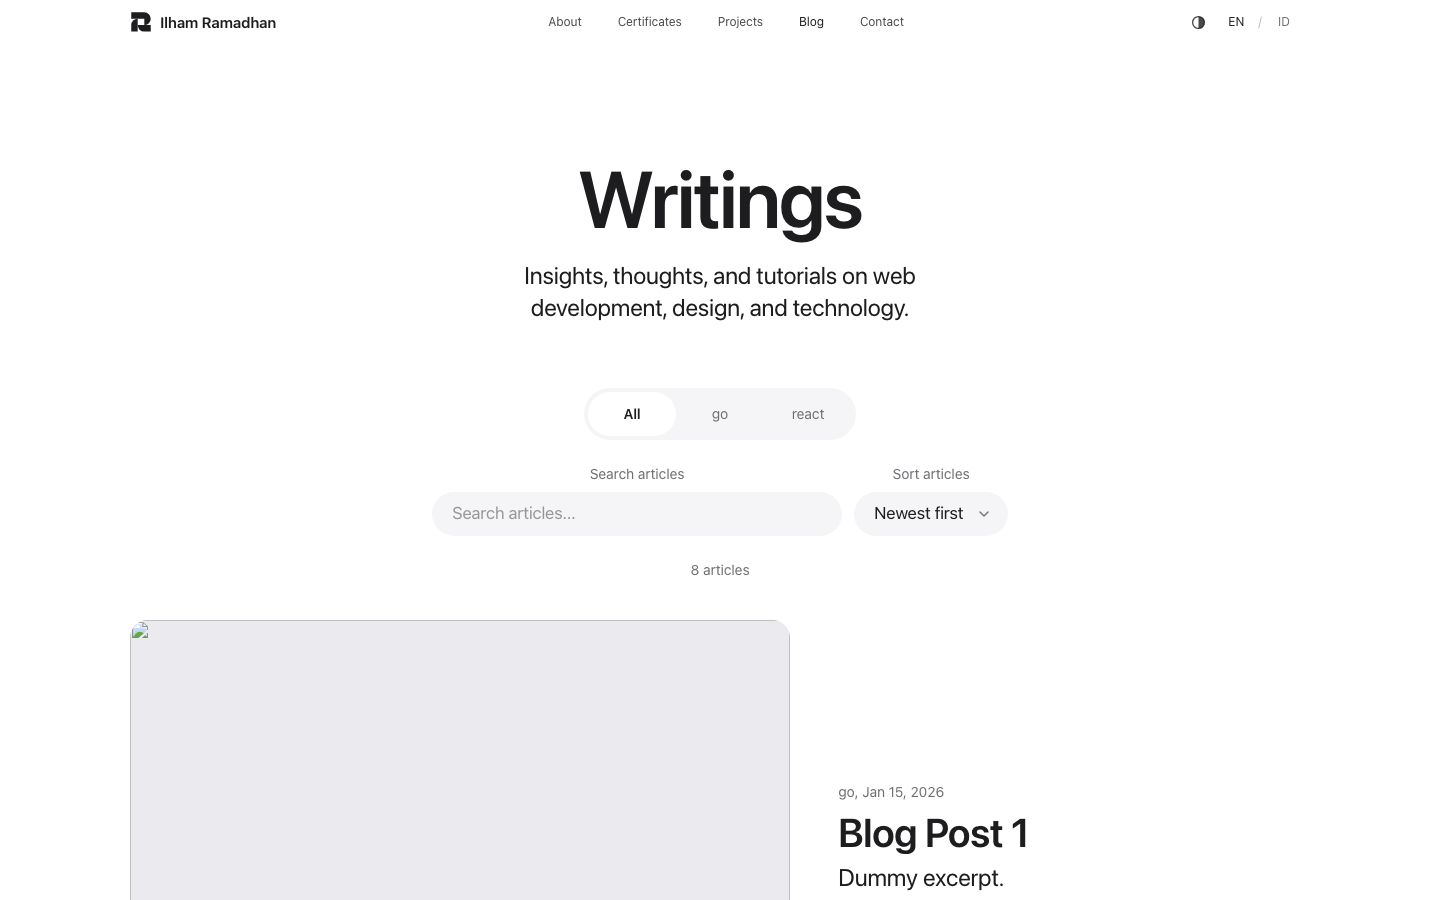 Ilham Ramadhan
About
Certificates
Projects
Blog
Contact
EN / ID
Writings
Insights, thoughts, and tutorials on web
development, design, and technology.
All
go
react
Search articles
Sort articles
Search articles...
Newest first
8 articles
go, Jan 15, 2026
Blog Post 1
Dummy excerpt.